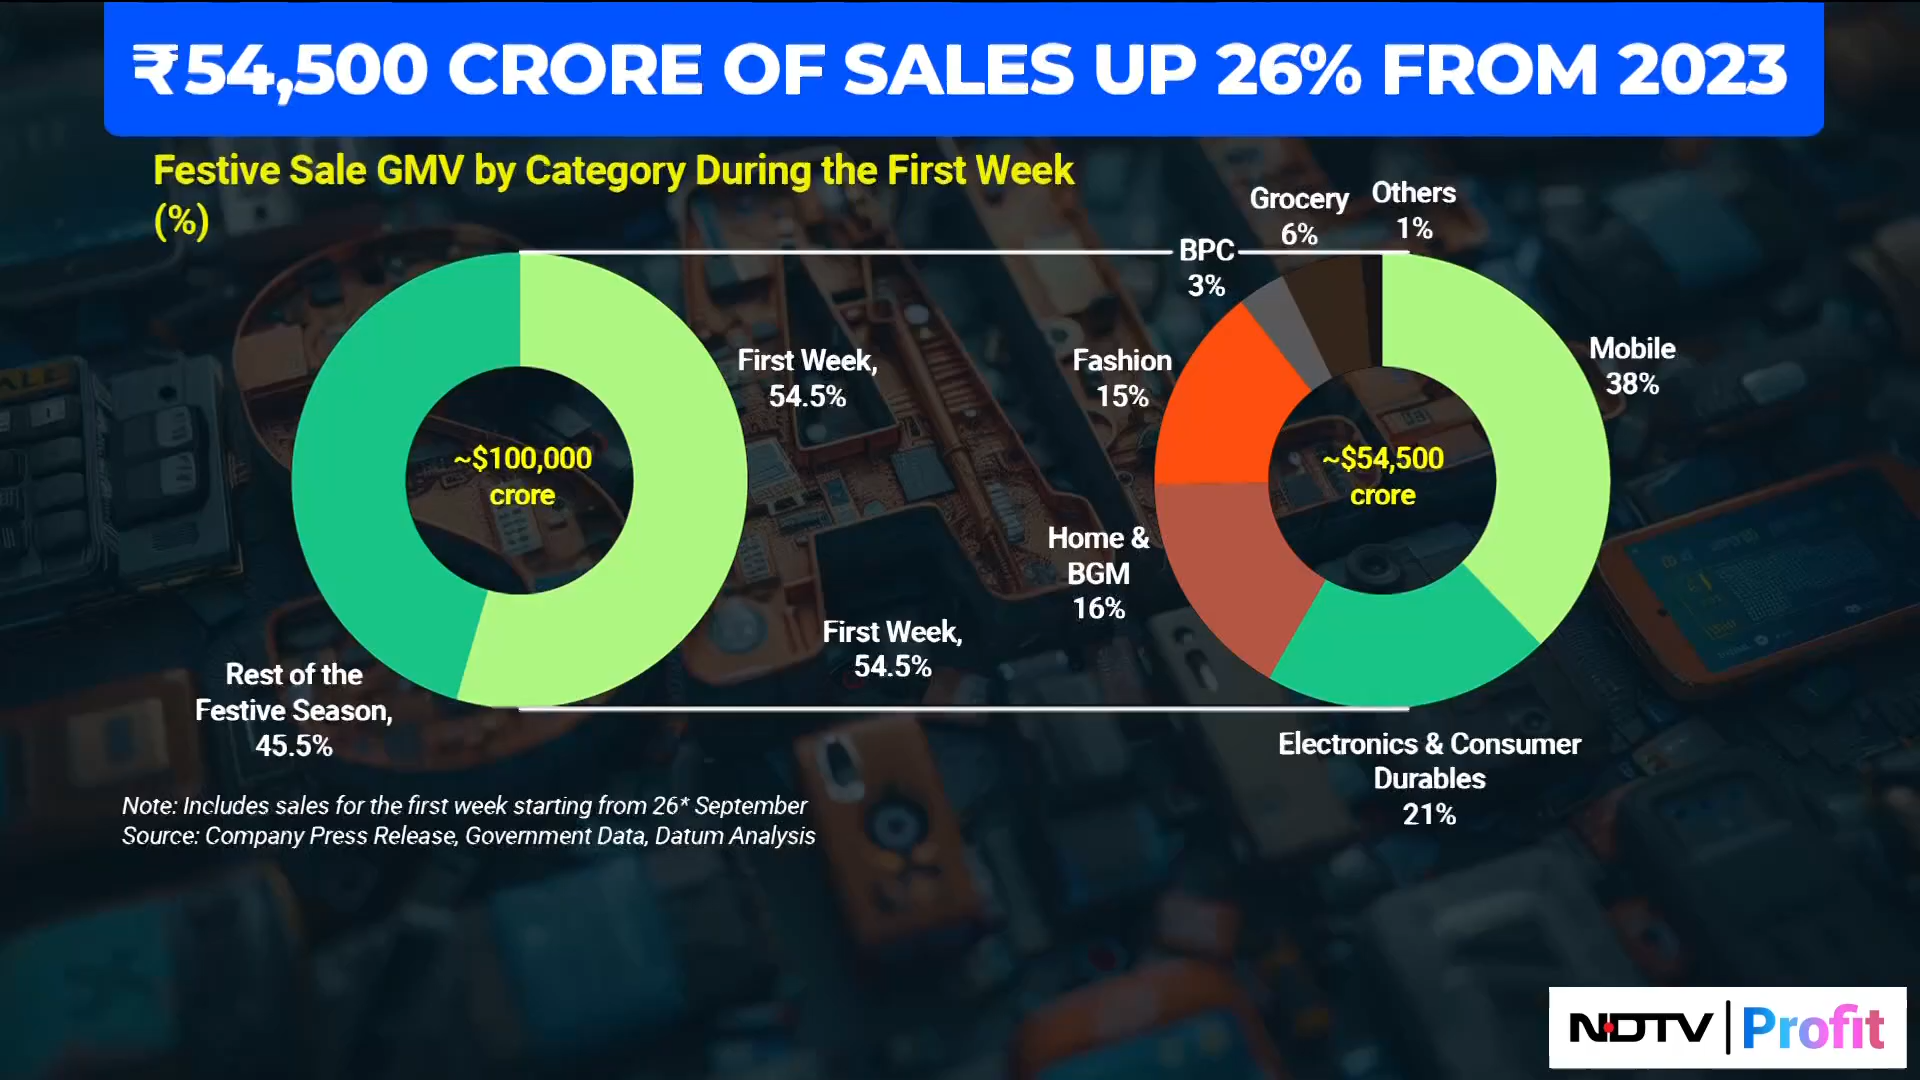 ₹54,500 CRORE OF SALES UP 26% FROM 2023
Festive Sale GMV by Category During the First Week
(%)
First Week,
54.5%
~$100,000
crore
Rest of the
Festive Season,
45.5%
First Week,
54.5%
Others
1%
Grocery
6%
BPC
3%
Fashion
15%
Mobile
38%
~$54,500
crore
Home &
BGM
16%
Electronics & Consumer
Durables
21%
Note: Includes sales for the first week starting from 26* September
Source: Company Press Release, Government Data, Datum Analysis
NDTV Profit